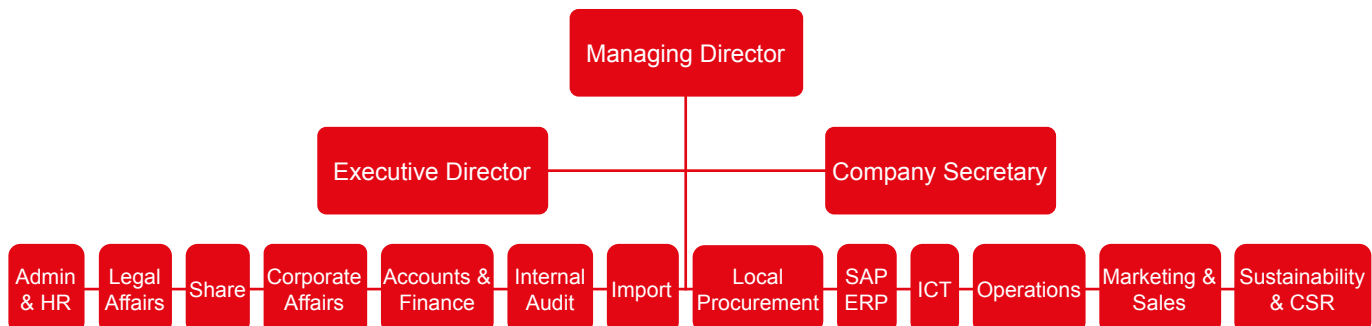 Managing Director
Executive Director
Company Secretary
Admin
& HR
Legal
Affairs
Share
Corporate
Affairs
Accounts &
Finance
Internal
Audit
Import
Local
Procurement
SAP
ERP
ICT
Operations
Marketing &
Sales
Sustainability
& CSR